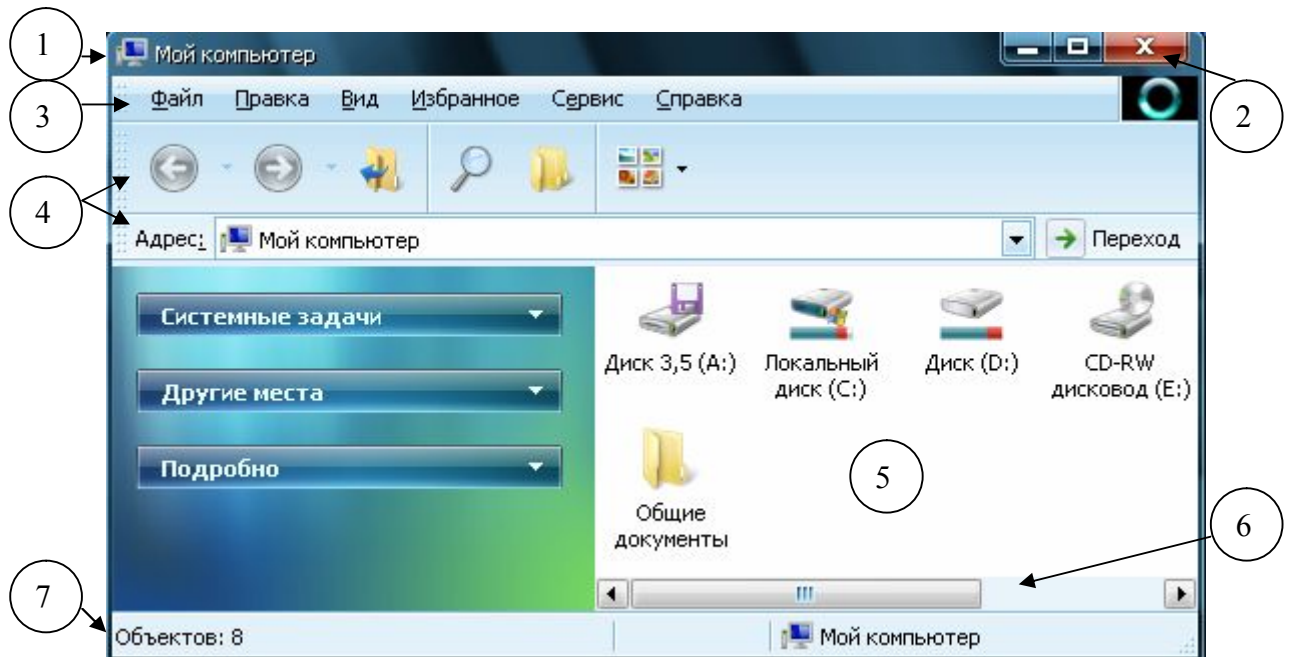 1
Мой компьютер
2
3
Файл Правка Вид Избранное Сервис Справка
4
Адрес: Мой компьютер Переход
Системные задачи
Другие места
Подробно
Диск 3,5 (A:)
Локальный
диск (C:)
Диск (D:)
CD-RW
дисковод (E:)
Общие
документы
5
6
7
Объектов: 8
Мой компьютер